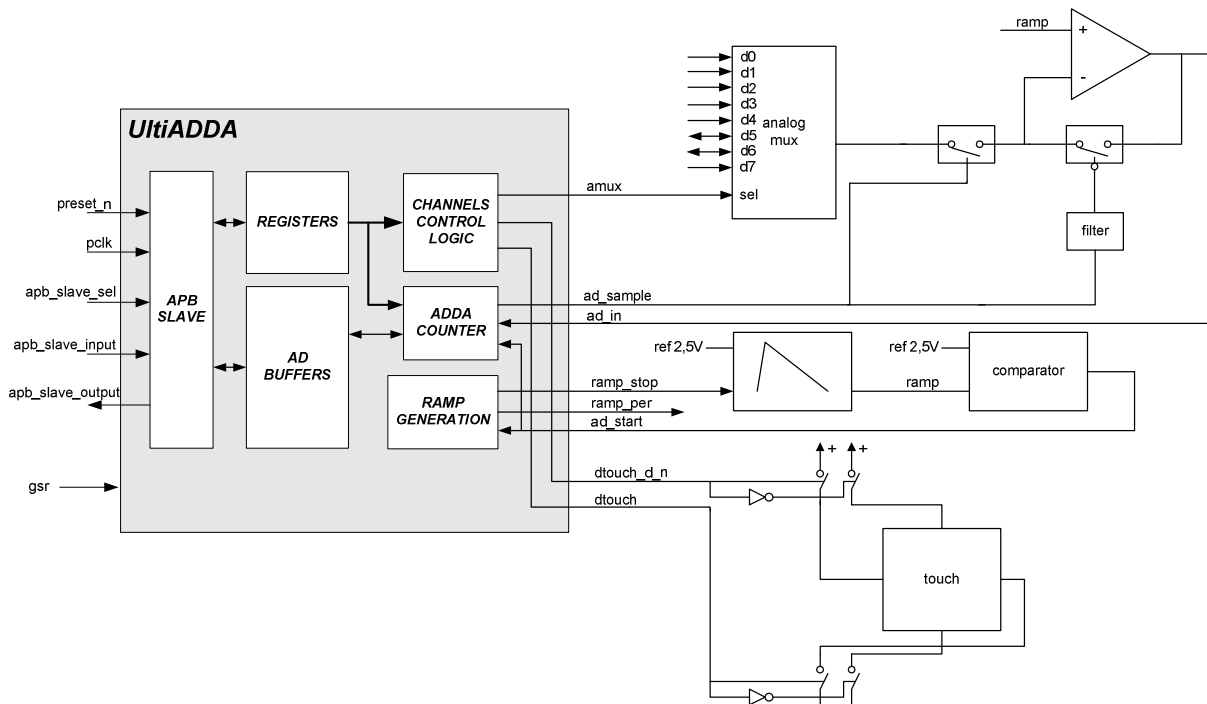 ramp
+
-
d0
d1
d2
d3
d4
d5
d6
d7
analog
mux
sel
UltiADDA
preset_n
pclk
apb_slave_sel
apb_slave_input
apb_slave_output
gsr
APB
SLAVE
REGISTERS
AD
BUFFERS
CHANNELS
CONTROL
LOGIC
ADDA
COUNTER
RAMP
GENERATION
amux
filter
ad_sample
ad_in
ref 2,5V
ref 2,5V
ramp_stop
ramp
comparator
ramp_per
ad_start
+
+
dtouch_d_n
dtouch
touch